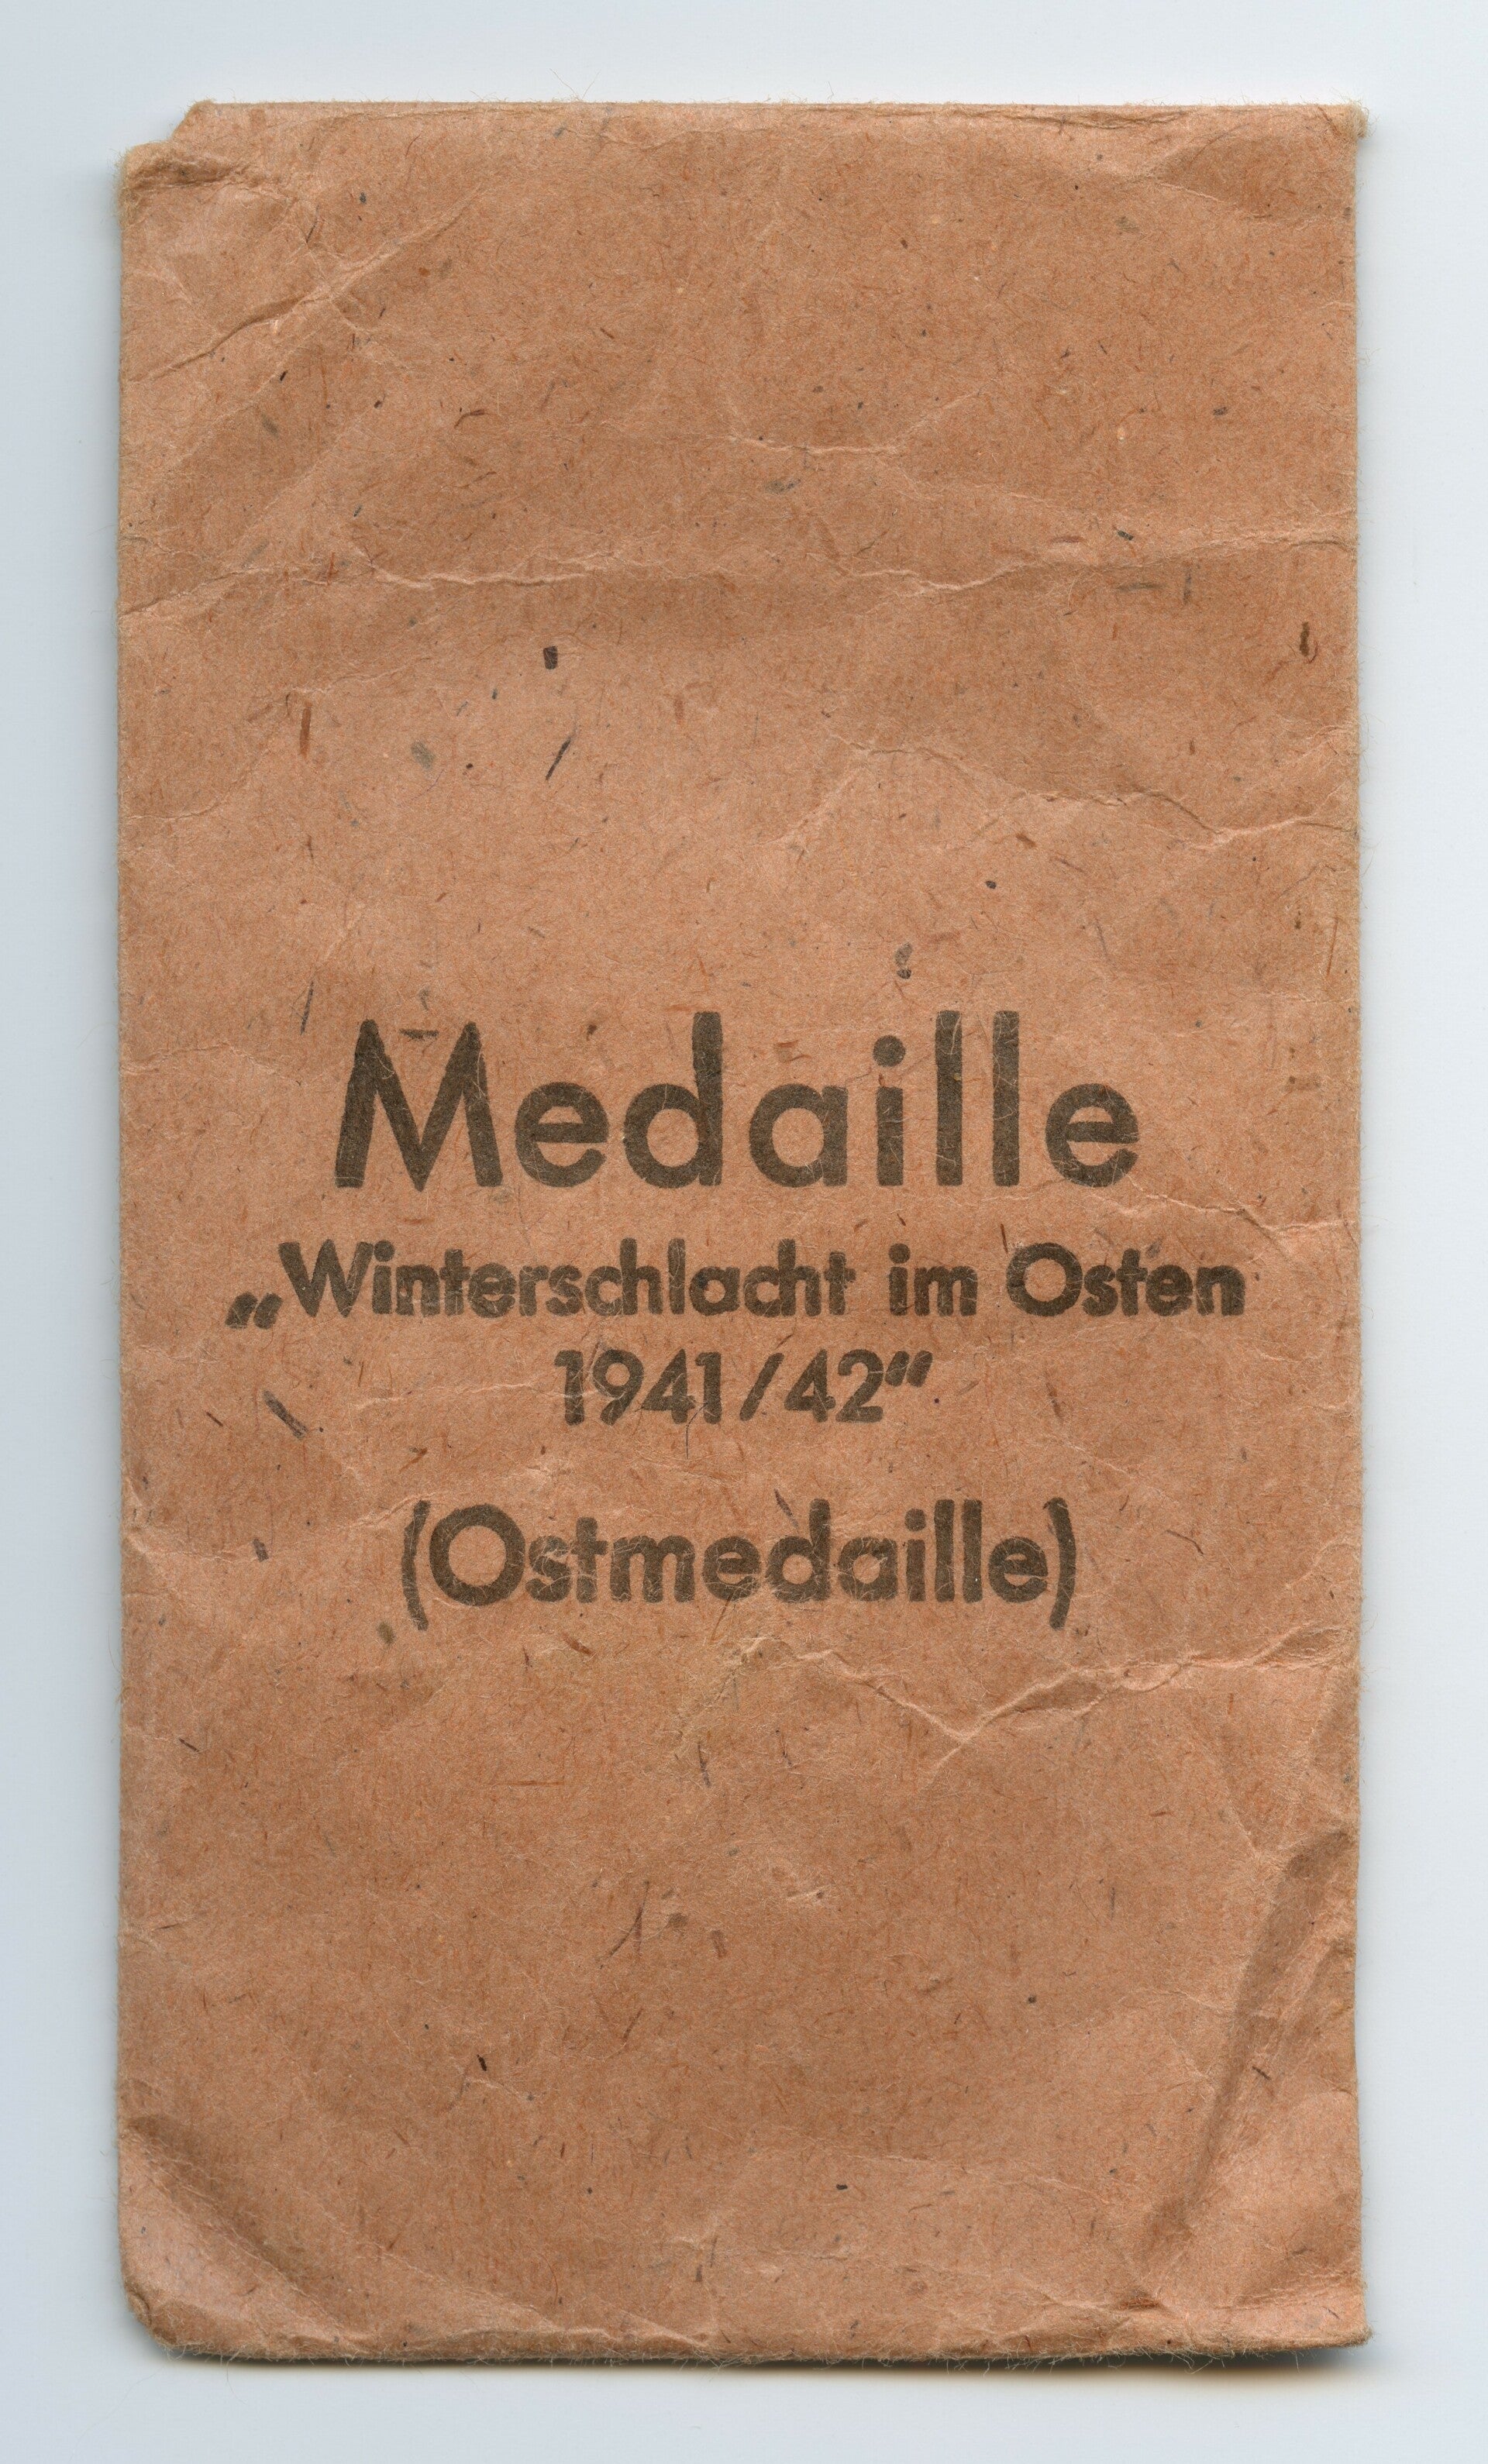 Medaille
„Winterschlacht im Osten
1941/42“
(Ostmedaille)